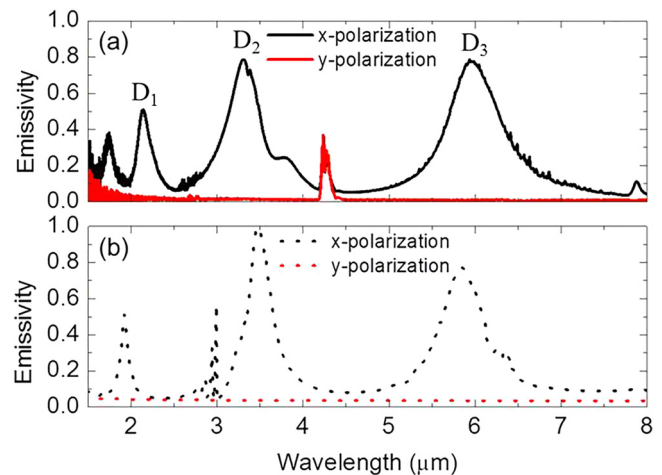 1.0
0.8
0.6
0.4
0.2
0.0
Emissivity
(a)
D1
D2
D3
x-polarization
y-polarization
1.0
0.8
0.6
0.4
0.2
0.0
Emissivity
(b)
x-polarization
y-polarization
2 3 4 5 6 7 8
Wavelength (μm)